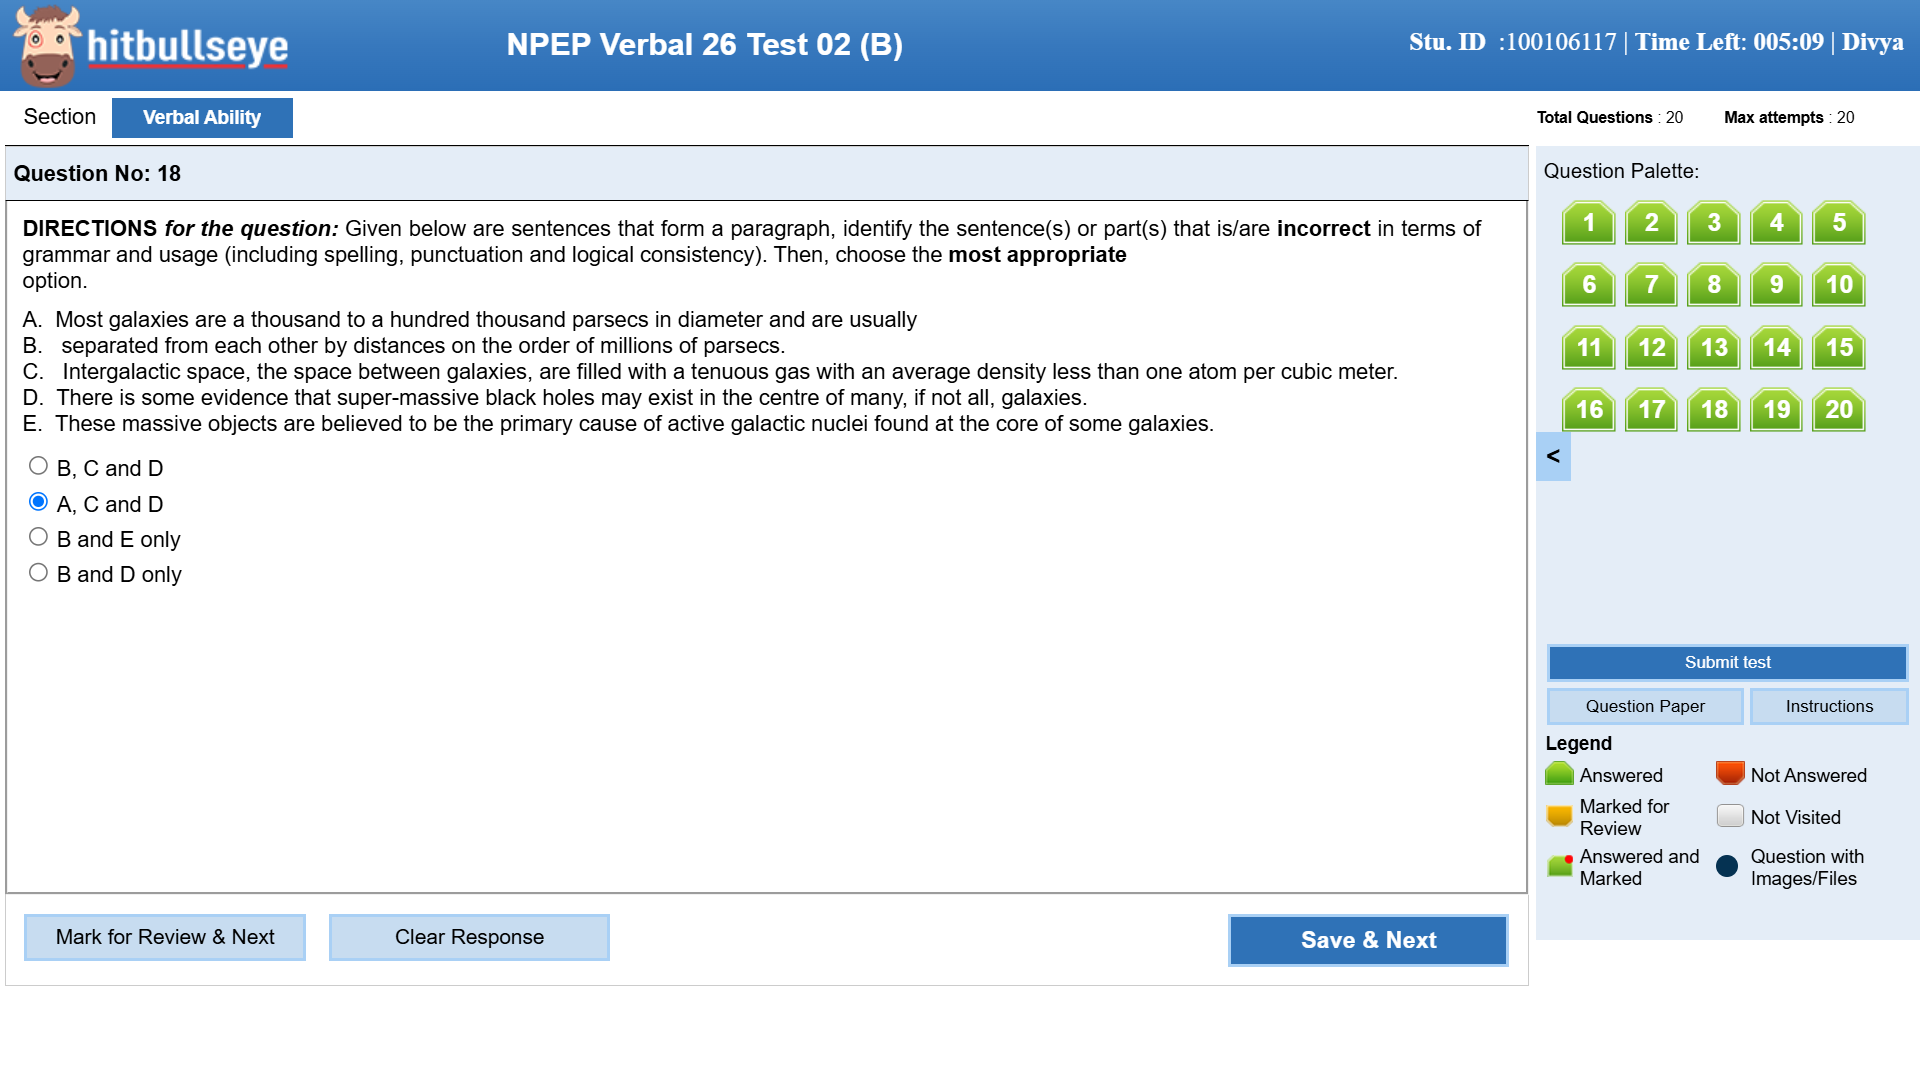 hitbullseye
NPEP Verbal 26 Test 02 (B)
Stu. ID :100106117 | Time Left: 005:09 | Divya
Section
Verbal Ability
Total Questions : 20
Max attempts : 20
Question No: 18
DIRECTIONS for the question: Given below are sentences that form a paragraph, identify the sentence(s) or part(s) that is/are incorrect in terms of
grammar and usage (including spelling, punctuation and logical consistency). Then, choose the most appropriate
option.
A. Most galaxies are a thousand to a hundred thousand parsecs in diameter and are usually
B. separated from each other by distances on the order of millions of parsecs.
C. Intergalactic space, the space between galaxies, are filled with a tenuous gas with an average density less than one atom per cubic meter.
D. There is some evidence that super-massive black holes may exist in the centre of many, if not all, galaxies.
E. These massive objects are believed to be the primary cause of active galactic nuclei found at the core of some galaxies.
B, C and D
A, C and D
B and E only
B and D only
Mark for Review & Next
Clear Response
Save & Next
Question Palette:
1 2 3 4 5
6 7 8 9 10
11 12 13 14 15
16 17 18 19 20
<
Submit test
Question Paper
Instructions
Legend
Answered
Not Answered
Marked for
Review
Not Visited
Answered and
Marked
Question with
Images/Files